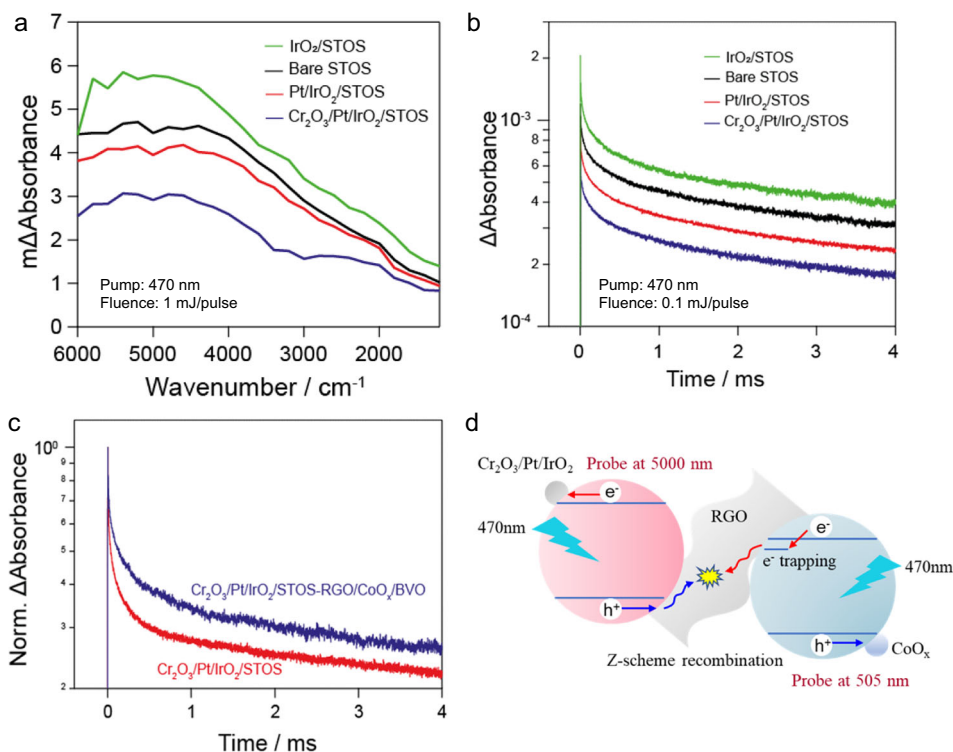 a
7
6
5
4
3
2
1
0
mΔAbsorbance
IrO₂/STOS
Bare STOS
Pt/IrO₂/STOS
Cr₂O₃/Pt/IrO₂/STOS
Pump: 470 nm
Fluence: 1 mJ/pulse
6000 5000 4000 3000 2000
Wavenumber / cm⁻¹
b
2
10⁻³
8
6
4
2
10⁻⁴
ΔAbsorbance
IrO₂/STOS
Bare STOS
Pt/IrO₂/STOS
Cr₂O₃/Pt/IrO₂/STOS
Pump: 470 nm
Fluence: 0.1 mJ/pulse
0 1 2 3 4
Time / ms
c
10⁰
9
8
7
6
5
4
3
2
Norm. ΔAbsorbance
Cr₂O₃/Pt/IrO₂/STOS-RGO/CoOₓ/BVO
Cr₂O₃/Pt/IrO₂/STOS
0 1 2 3 4
Time / ms
d
Cr₂O₃/Pt/IrO₂
Probe at 5000 nm
e⁻
470nm
h⁺
RGO
Z-scheme recombination
e⁻
e⁻ trapping
470nm
h⁺
CoOₓ
Probe at 505 nm